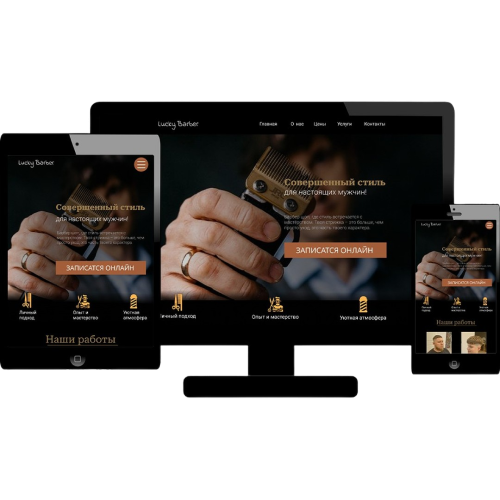 Lucky Barber
Главная О нас Цены Услуги Контакты
Совершенный стиль
для настоящих мужчин!
ЗАПИСАТСЯ ОНЛАЙН
Личный подход
Опыт и мастерство
Уютная атмосфера
Lucky Barber
Совершенный стиль
для настоящих мужчин!
ЗАПИСАТСЯ ОНЛАЙН
Личный
подход
Опыт и
мастерство
Уютная
атмосфера
Наши работы
Lucky Barber
Совершенный стиль
для настоящих мужчин!
ЗАПИСАТСЯ ОНЛАЙН
Личный
подход
Опыт и
мастерство
Уютная
атмосфера
Наши работы